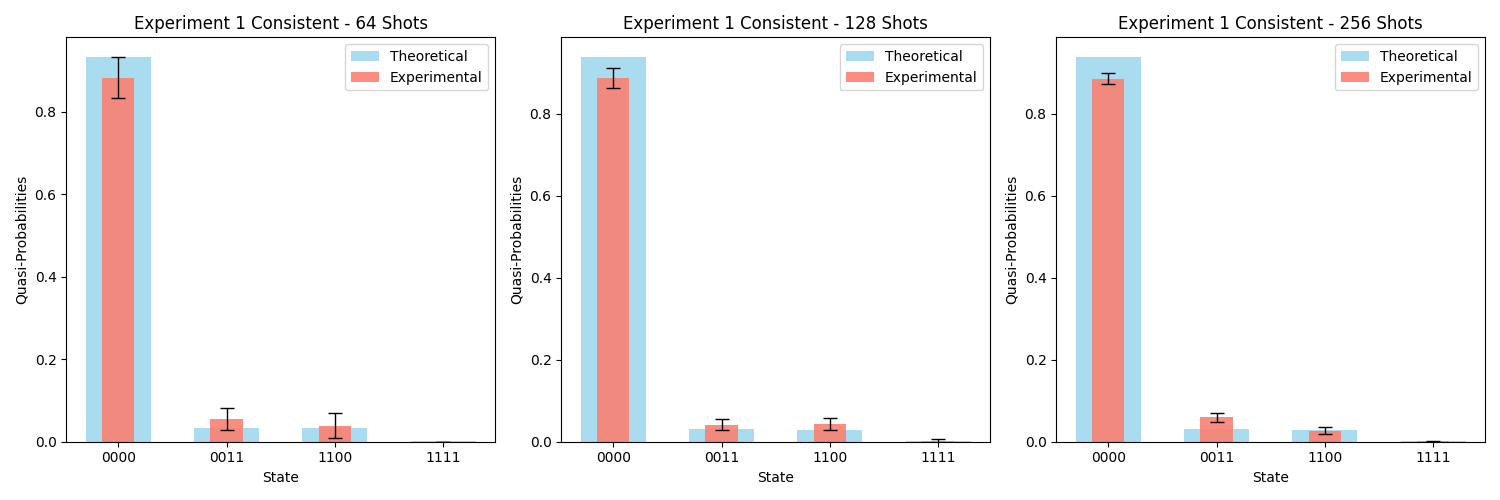 Experiment 1 Consistent - 64 Shots
Theoretical
Experimental
Quasi-Probabilities
0.8
0.6
0.4
0.2
0.0
0000
0011
1100
1111
State
Experiment 1 Consistent - 128 Shots
Theoretical
Experimental
Quasi-Probabilities
0.8
0.6
0.4
0.2
0.0
0000
0011
1100
1111
State
Experiment 1 Consistent - 256 Shots
Theoretical
Experimental
Quasi-Probabilities
0.8
0.6
0.4
0.2
0.0
0000
0011
1100
1111
State